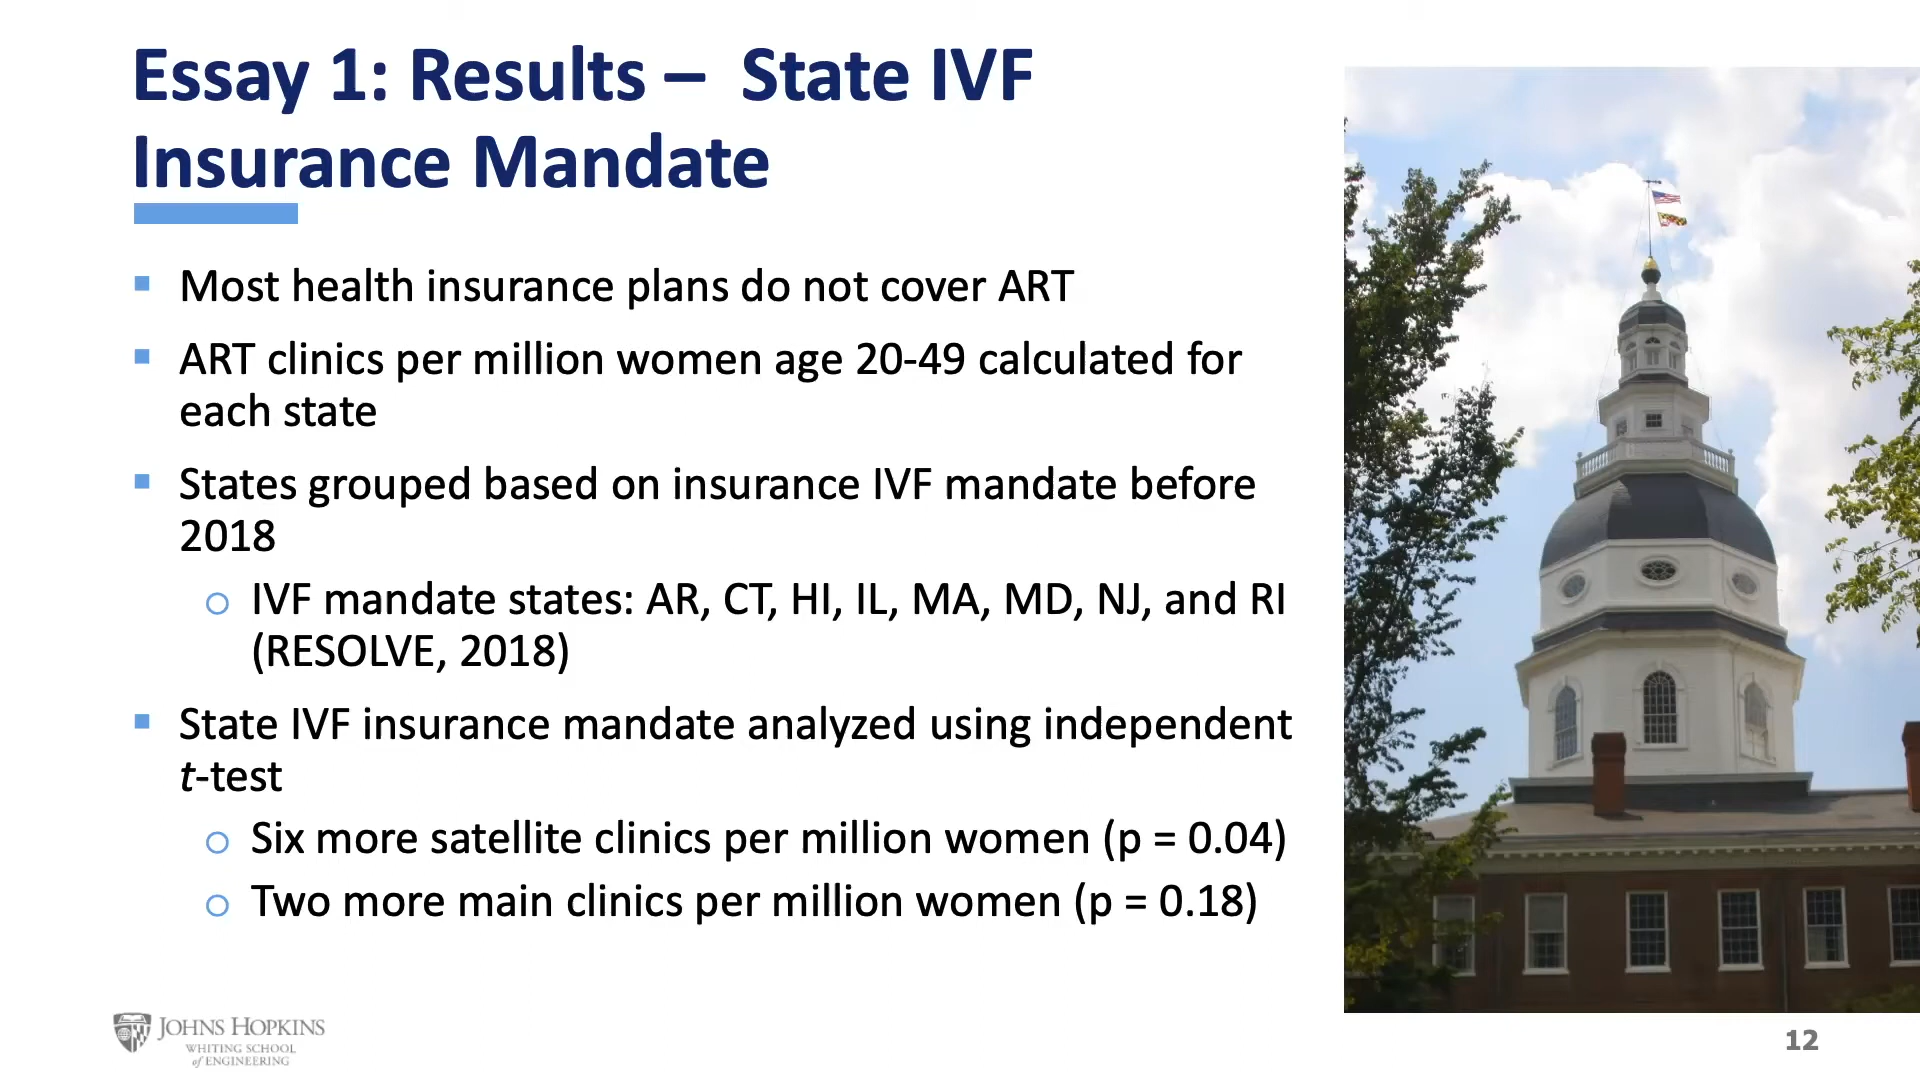 Essay 1: Results – State IVF
Insurance Mandate
▪ Most health insurance plans do not cover ART
▪ ART clinics per million women age 20-49 calculated for
each state
▪ States grouped based on insurance IVF mandate before
2018
o IVF mandate states: AR, CT, HI, IL, MA, MD, NJ, and RI
(RESOLVE, 2018)
▪ State IVF insurance mandate analyzed using independent
t-test
o Six more satellite clinics per million women (p = 0.04)
o Two more main clinics per million women (p = 0.18)
JOHNS HOPKINS
WHITING SCHOOL
of ENGINEERING
12